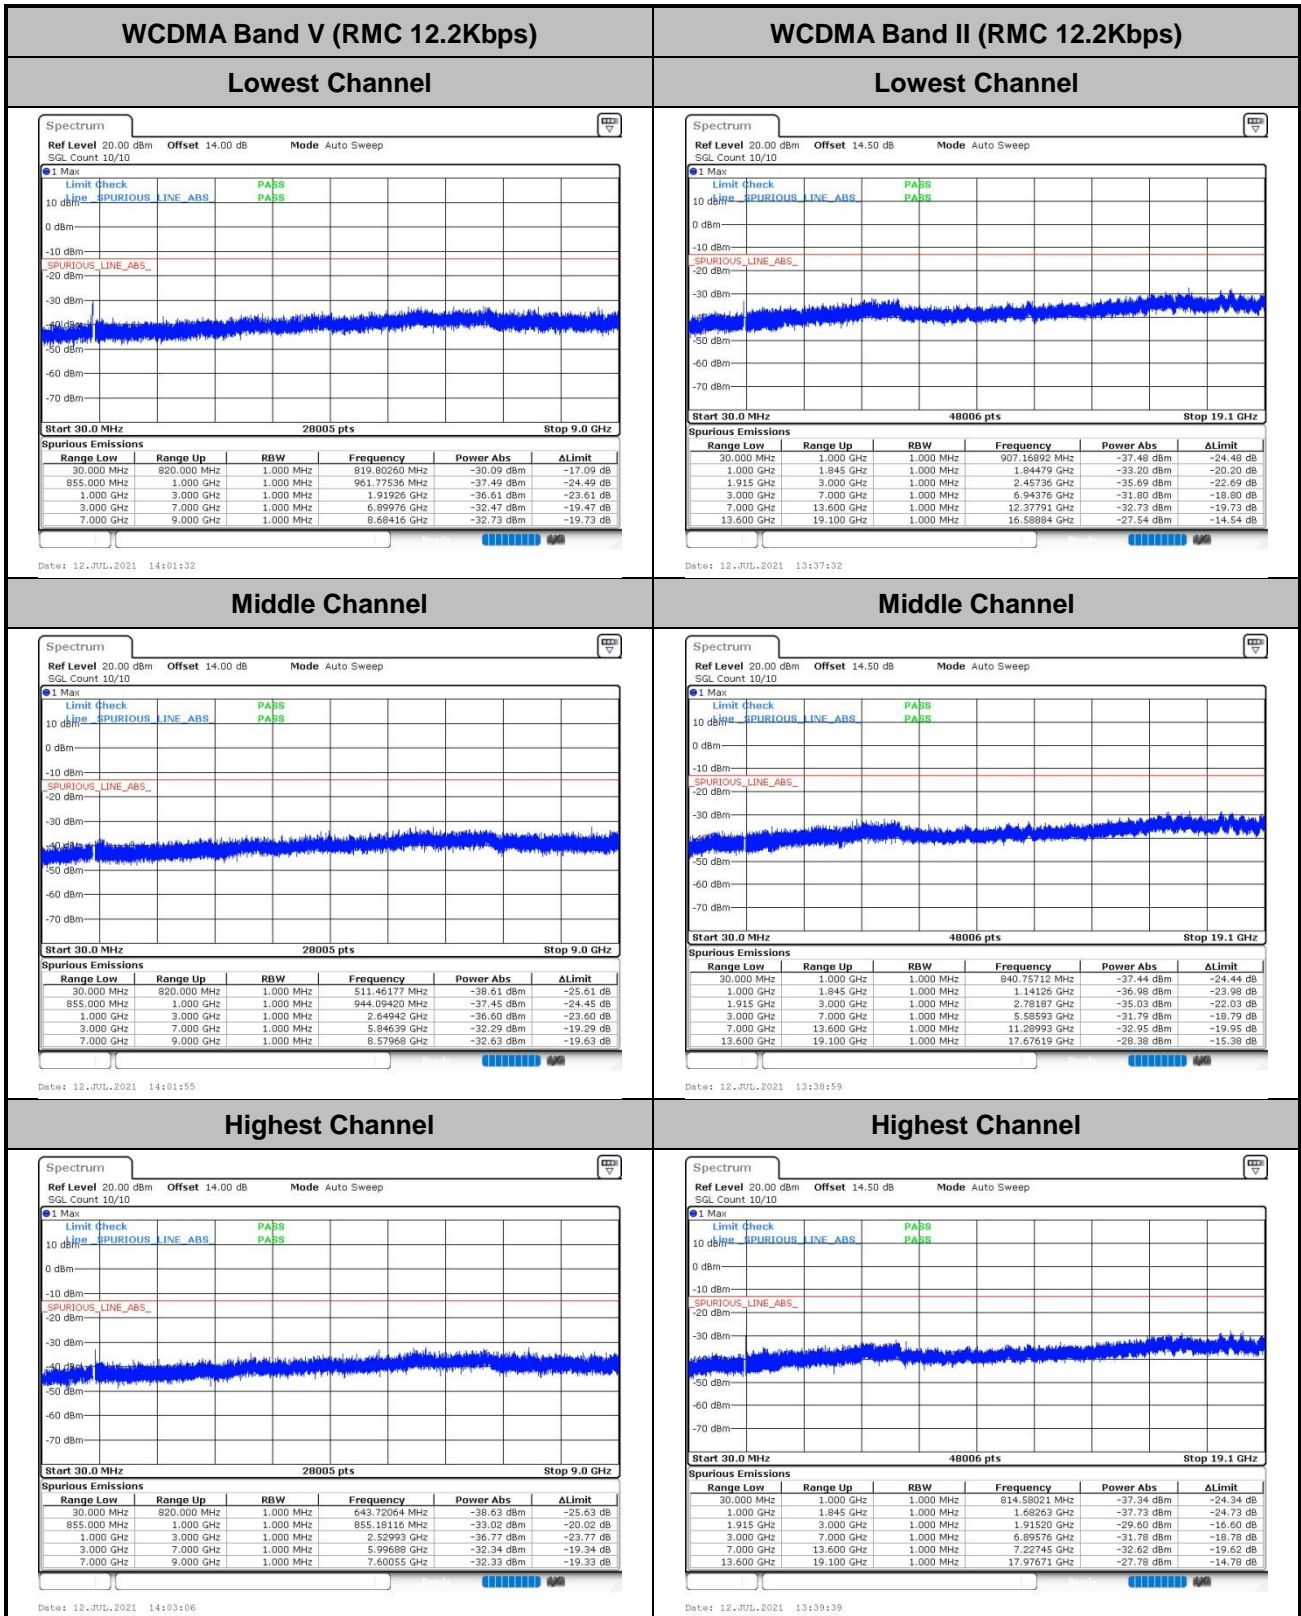 WCDMA Band V (RMC 12.2Kbps) WCDMA Band II (RMC 12.2Kbps)
Lowest Channel Lowest Channel
Spectrum
Ref Level 20.00 dBm Offset 14.00 dB Mode Auto Sweep
SGL Count 10/10
1 Max
Limit Check PASS
Line _SPURIOUS_LINE_ABS_ PASS
10 dBm
0 dBm
-10 dBm
_SPURIOUS_LINE_ABS_
-20 dBm
-30 dBm
-40 dBm
-50 dBm
-60 dBm
-70 dBm
Start 30.0 MHz 28005 pts Stop 9.0 GHz
Spurious Emissions
Range Low Range Up RBW Frequency Power Abs ΔLimit
30.000 MHz 820.000 MHz 1.000 MHz 819.80260 MHz -30.09 dBm -17.09 dB
855.000 MHz 1.000 GHz 1.000 MHz 961.77536 MHz -37.49 dBm -24.49 dB
1.000 GHz 3.000 GHz 1.000 MHz 1.91926 GHz -36.61 dBm -23.61 dB
3.000 GHz 7.000 GHz 1.000 MHz 6.89976 GHz -32.47 dBm -19.47 dB
7.000 GHz 9.000 GHz 1.000 MHz 8.68416 GHz -32.73 dBm -19.73 dB
Date: 12.JUL.2021 14:01:32
Spectrum
Ref Level 20.00 dBm Offset 14.50 dB Mode Auto Sweep
SGL Count 10/10
1 Max
Limit Check PASS
Line _SPURIOUS_LINE_ABS_ PASS
10 dBm
0 dBm
-10 dBm
_SPURIOUS_LINE_ABS_
-20 dBm
-30 dBm
-50 dBm
-60 dBm
-70 dBm
Start 30.0 MHz 48006 pts Stop 19.1 GHz
Spurious Emissions
Range Low Range Up RBW Frequency Power Abs ΔLimit
30.000 MHz 1.000 GHz 1.000 MHz 907.16892 MHz -37.48 dBm -24.48 dB
1.000 GHz 1.845 GHz 1.000 MHz 1.84479 GHz -33.20 dBm -20.20 dB
1.915 GHz 3.000 GHz 1.000 MHz 2.45736 GHz -35.69 dBm -22.69 dB
3.000 GHz 7.000 GHz 1.000 MHz 6.94376 GHz -31.80 dBm -18.80 dB
7.000 GHz 13.600 GHz 1.000 MHz 12.37791 GHz -32.73 dBm -19.73 dB
13.600 GHz 19.100 GHz 1.000 MHz 16.58884 GHz -27.54 dBm -14.54 dB
Date: 12.JUL.2021 13:37:32
Middle Channel Middle Channel
Spectrum
Ref Level 20.00 dBm Offset 14.00 dB Mode Auto Sweep
SGL Count 10/10
1 Max
Limit Check PASS
Line _SPURIOUS_LINE_ABS_ PASS
10 dBm
0 dBm
-10 dBm
_SPURIOUS_LINE_ABS_
-20 dBm
-30 dBm
-40 dBm
-50 dBm
-60 dBm
-70 dBm
Start 30.0 MHz 28005 pts Stop 9.0 GHz
Spurious Emissions
Range Low Range Up RBW Frequency Power Abs ΔLimit
30.000 MHz 820.000 MHz 1.000 MHz 511.46177 MHz -38.61 dBm -25.61 dB
855.000 MHz 1.000 GHz 1.000 MHz 944.09420 MHz -37.45 dBm -24.45 dB
1.000 GHz 3.000 GHz 1.000 MHz 2.64942 GHz -36.60 dBm -23.60 dB
3.000 GHz 7.000 GHz 1.000 MHz 5.84639 GHz -32.29 dBm -19.29 dB
7.000 GHz 9.000 GHz 1.000 MHz 8.57968 GHz -32.63 dBm -19.63 dB
Date: 12.JUL.2021 14:01:55
Spectrum
Ref Level 20.00 dBm Offset 14.50 dB Mode Auto Sweep
SGL Count 10/10
1 Max
Limit Check PASS
Line _SPURIOUS_LINE_ABS_ PASS
10 dBm
0 dBm
-10 dBm
_SPURIOUS_LINE_ABS_
-20 dBm
-30 dBm
-50 dBm
-60 dBm
-70 dBm
Start 30.0 MHz 48006 pts Stop 19.1 GHz
Spurious Emissions
Range Low Range Up RBW Frequency Power Abs ΔLimit
30.000 MHz 1.000 GHz 1.000 MHz 840.75712 MHz -37.44 dBm -24.44 dB
1.000 GHz 1.845 GHz 1.000 MHz 1.14126 GHz -36.98 dBm -23.98 dB
1.915 GHz 3.000 GHz 1.000 MHz 2.78187 GHz -35.03 dBm -22.03 dB
3.000 GHz 7.000 GHz 1.000 MHz 5.58593 GHz -31.79 dBm -18.79 dB
7.000 GHz 13.600 GHz 1.000 MHz 11.28993 GHz -32.95 dBm -19.95 dB
13.600 GHz 19.100 GHz 1.000 MHz 17.67619 GHz -28.38 dBm -15.38 dB
Date: 12.JUL.2021 13:38:59
Highest Channel Highest Channel
Spectrum
Ref Level 20.00 dBm Offset 14.00 dB Mode Auto Sweep
SGL Count 10/10
1 Max
Limit Check PASS
Line _SPURIOUS_LINE_ABS_ PASS
10 dBm
0 dBm
-10 dBm
_SPURIOUS_LINE_ABS_
-20 dBm
-30 dBm
-40 dBm
-50 dBm
-60 dBm
-70 dBm
Start 30.0 MHz 28005 pts Stop 9.0 GHz
Spurious Emissions
Range Low Range Up RBW Frequency Power Abs ΔLimit
30.000 MHz 820.000 MHz 1.000 MHz 643.72064 MHz -38.63 dBm -25.63 dB
855.000 MHz 1.000 GHz 1.000 MHz 855.18116 MHz -33.02 dBm -20.02 dB
1.000 GHz 3.000 GHz 1.000 MHz 2.52993 GHz -36.77 dBm -23.77 dB
3.000 GHz 7.000 GHz 1.000 MHz 5.99688 GHz -32.34 dBm -19.34 dB
7.000 GHz 9.000 GHz 1.000 MHz 7.60055 GHz -32.33 dBm -19.33 dB
Date: 12.JUL.2021 14:03:06
Spectrum
Ref Level 20.00 dBm Offset 14.50 dB Mode Auto Sweep
SGL Count 10/10
1 Max
Limit Check PASS
Line _SPURIOUS_LINE_ABS_ PASS
10 dBm
0 dBm
-10 dBm
_SPURIOUS_LINE_ABS_
-20 dBm
-30 dBm
-50 dBm
-60 dBm
-70 dBm
Start 30.0 MHz 48006 pts Stop 19.1 GHz
Spurious Emissions
Range Low Range Up RBW Frequency Power Abs ΔLimit
30.000 MHz 1.000 GHz 1.000 MHz 814.58021 MHz -37.34 dBm -24.34 dB
1.000 GHz 1.845 GHz 1.000 MHz 1.68263 GHz -37.73 dBm -24.73 dB
1.915 GHz 3.000 GHz 1.000 MHz 1.91520 GHz -29.60 dBm -16.60 dB
3.000 GHz 7.000 GHz 1.000 MHz 6.89576 GHz -31.78 dBm -18.78 dB
7.000 GHz 13.600 GHz 1.000 MHz 7.22745 GHz -32.62 dBm -19.62 dB
13.600 GHz 19.100 GHz 1.000 MHz 17.97671 GHz -27.78 dBm -14.78 dB
Date: 12.JUL.2021 13:39:39